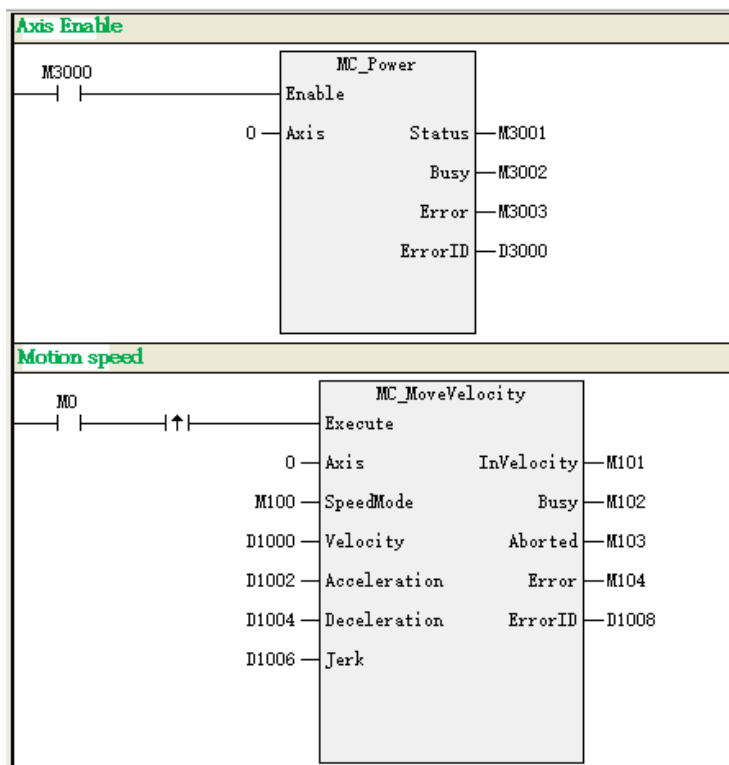 Axis Enable
M3000
MC_Power
Enable
0 Axis Status M3001
Busy M3002
Error M3003
ErrorID D3000
Motion speed
M0
MC_MoveVelocity
Execute
0 Axis InVelocity M101
M100 SpeedMode Busy M102
D1000 Velocity Aborted M103
D1002 Acceleration Error M104
D1004 Deceleration ErrorID D1008
D1006 Jerk